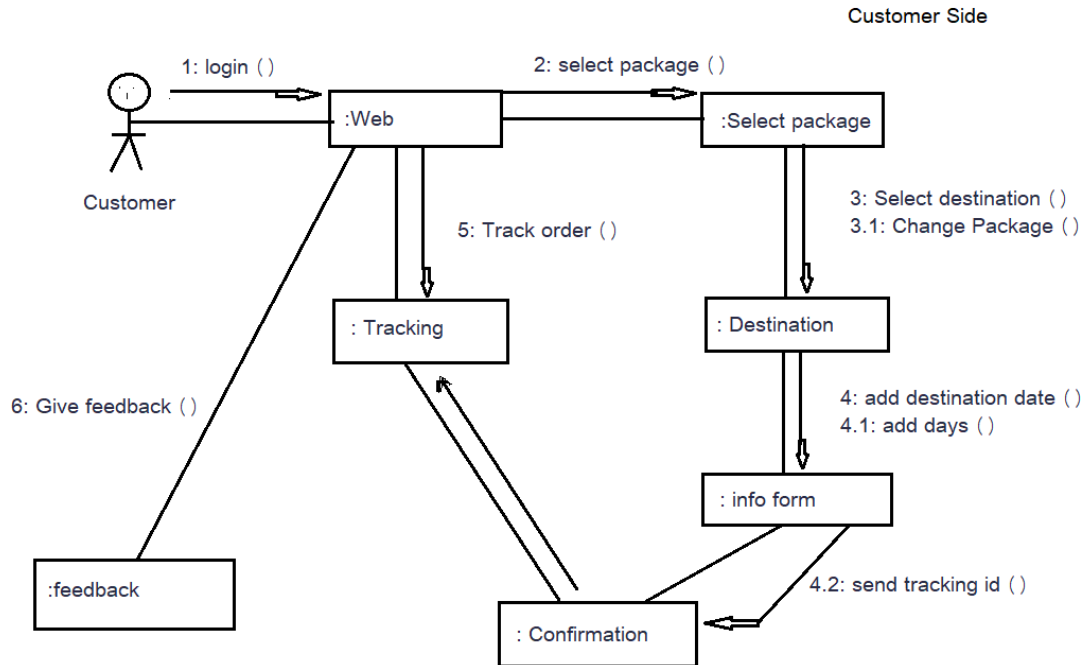 Customer Side
1: login ()
2: select package ()
:Web
:Select package
Customer
3: Select destination ()
3.1: Change Package ()
5: Track order ()
: Tracking
: Destination
6: Give feedback ()
4: add destination date ()
4.1: add days ()
: info form
:feedback
4.2: send tracking id ()
: Confirmation